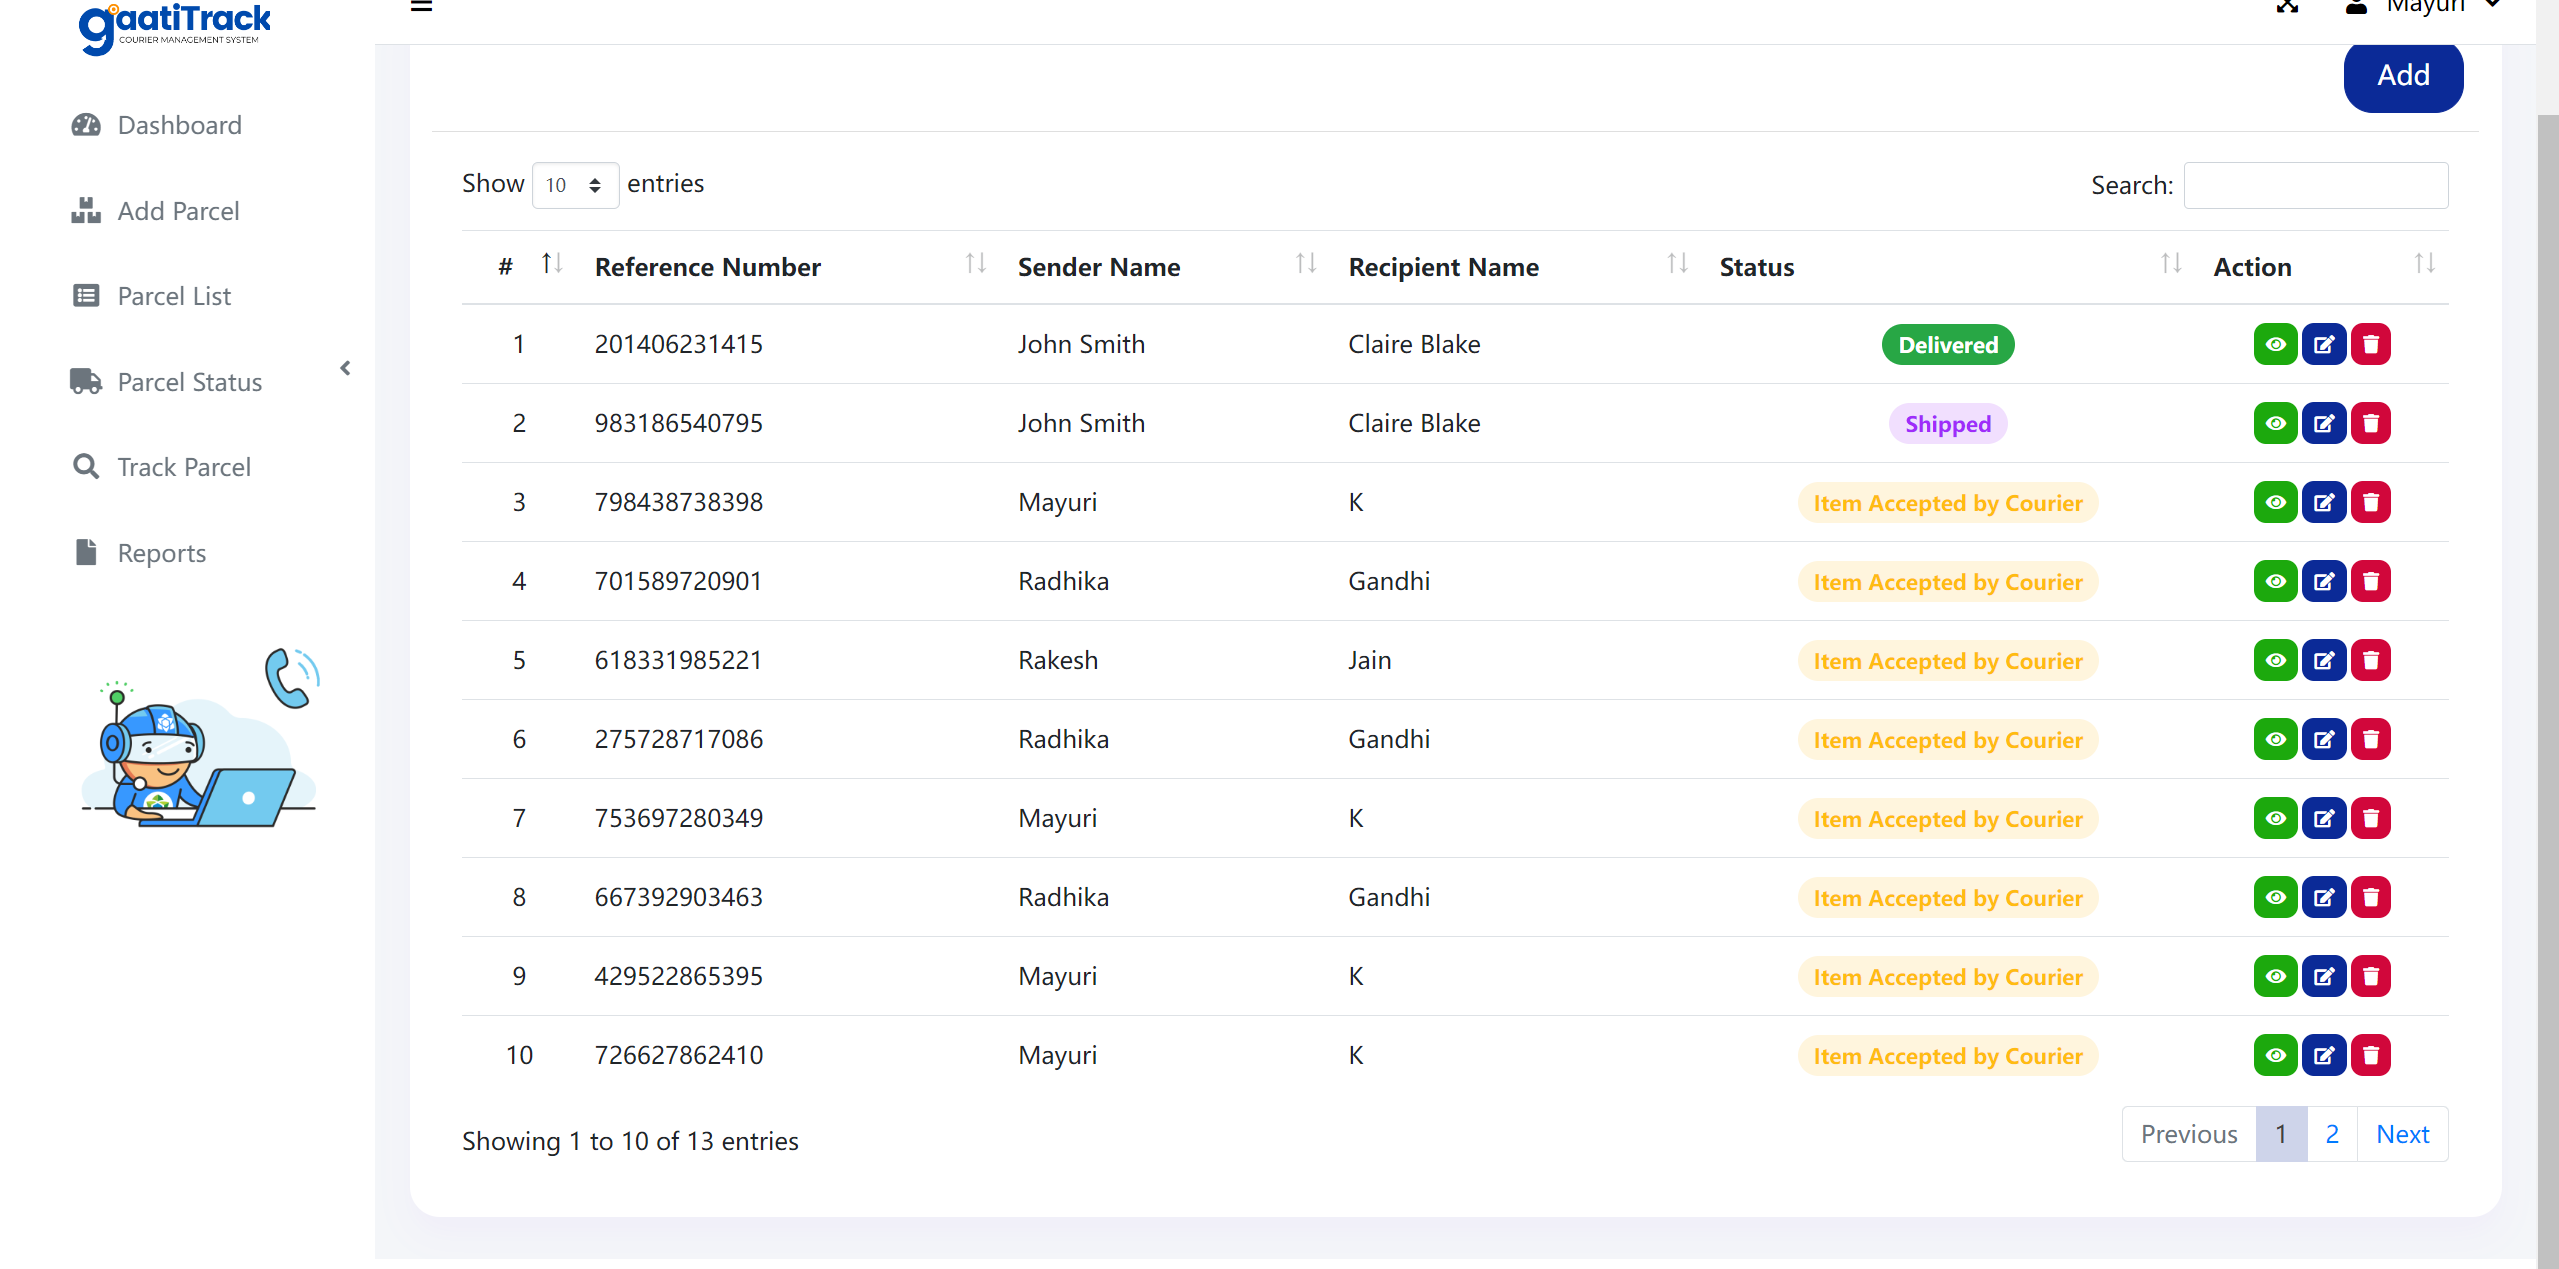 gaatiTrack
COURIER MANAGEMENT SYSTEM
Mayuri
Dashboard
Add Parcel
Parcel List
Parcel Status
Track Parcel
Reports
Add
Show 10 entries
Search:
# Reference Number Sender Name Recipient Name Status Action
1 201406231415 John Smith Claire Blake Delivered
2 983186540795 John Smith Claire Blake Shipped
3 798438738398 Mayuri K Item Accepted by Courier
4 701589720901 Radhika Gandhi Item Accepted by Courier
5 618331985221 Rakesh Jain Item Accepted by Courier
6 275728717086 Radhika Gandhi Item Accepted by Courier
7 753697280349 Mayuri K Item Accepted by Courier
8 667392903463 Radhika Gandhi Item Accepted by Courier
9 429522865395 Mayuri K Item Accepted by Courier
10 726627862410 Mayuri K Item Accepted by Courier
Showing 1 to 10 of 13 entries
Previous 1 2 Next